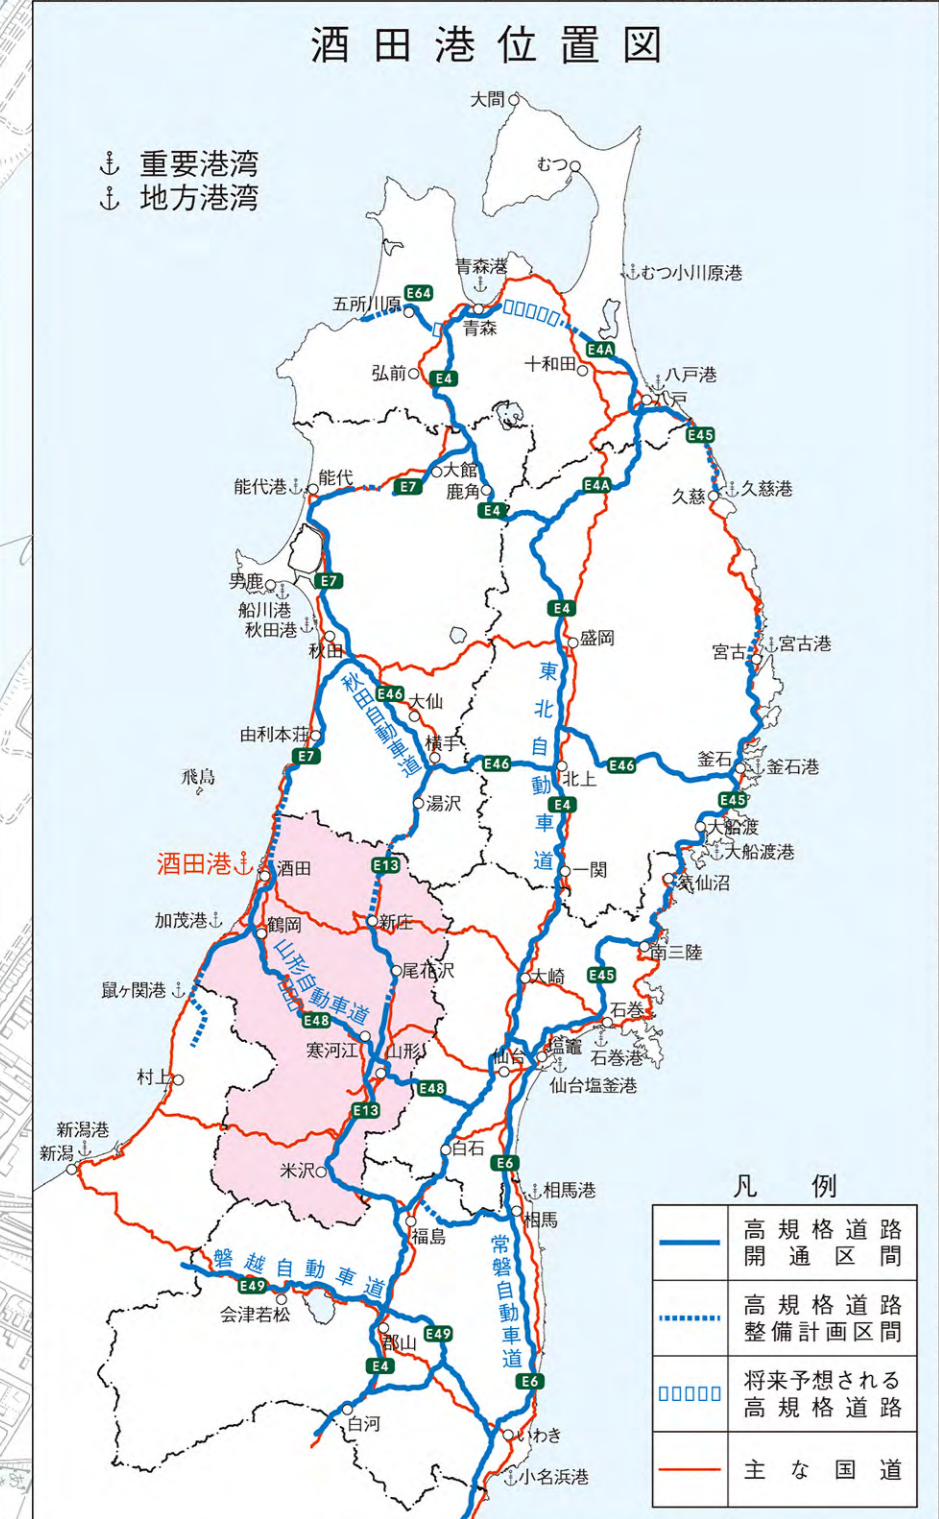 酒田港位置図
重要港湾
地方港湾
大間
むつ
青森港
むつ小川原港
E64
五所川原
青森
E4A
十和田
弘前
E4
八戸港
八戸
E45
能代港
能代
大館
E7
鹿角
E4
E4A
久慈
久慈港
男鹿
E7
船川港
秋田港
秋田
E4
盛岡
宮古
宮古港
東北自動車道
秋田自動車道
E46
大仙
由利本荘
E7
横手
E46
E46
北上
釜石
釜石港
飛島
湯沢
E4
E45
大船渡
大船渡港
酒田港
酒田
E13
一関
気仙沼
加茂港
鶴岡
新庄
南三陸
山形自動車道
尾花沢
大崎
E45
鼠ヶ関港
E48
石巻
寒河江
山形
仙台
塩竈
石巻港
仙台塩釜港
村上
E48
E13
新潟港
新潟
白石
米沢
E6
相馬港
相馬
福島
磐越自動車道
常磐自動車道
E49
会津若松
郡山
E49
E4
E6
白河
いわき
小名浜港
凡例
高規格道路
開通区間
高規格道路
整備計画区間
将来予想される
高規格道路
主な国道